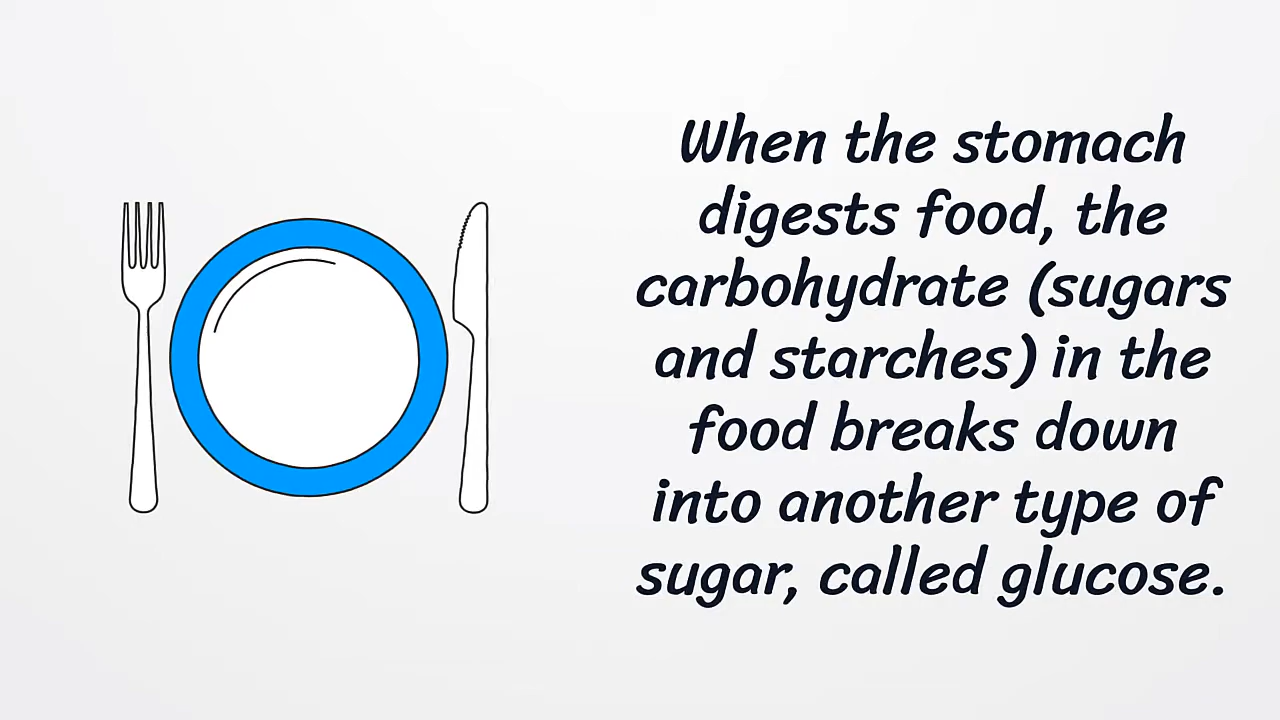 When the stomach
digests food, the
carbohydrate (sugars
and starches) in the
food breaks down
into another type of
sugar, called glucose.